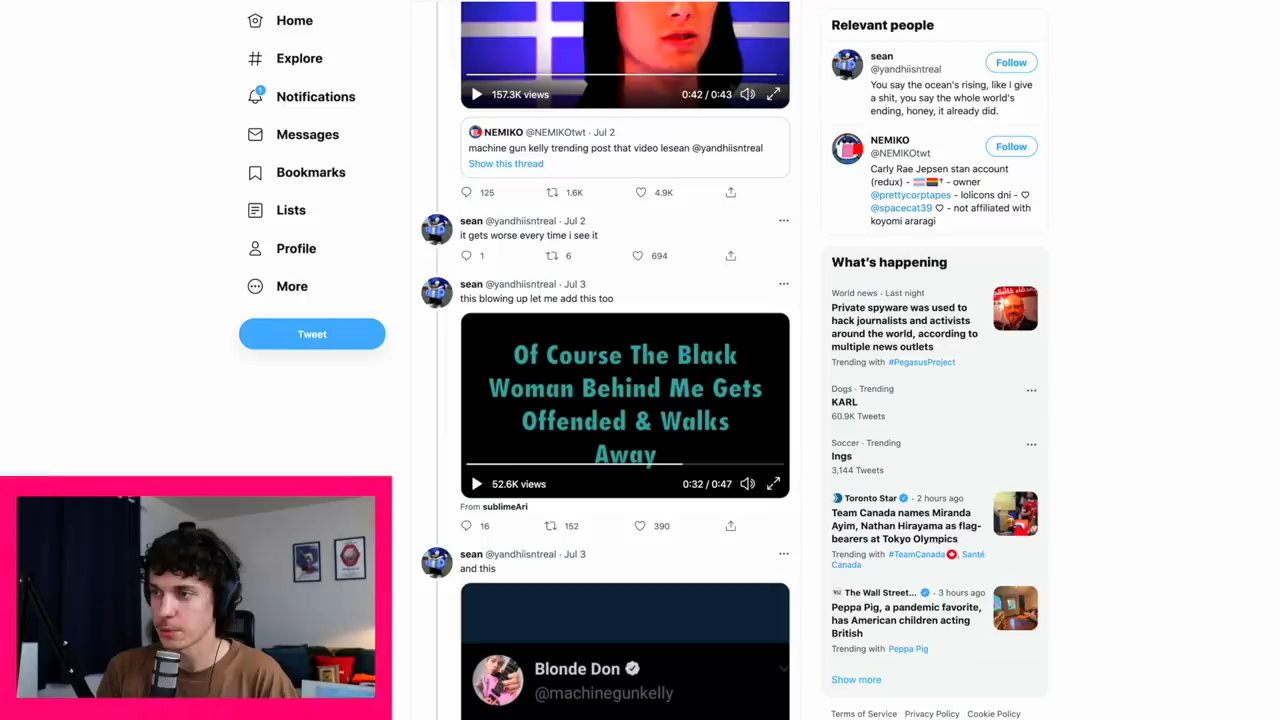 Home
Explore
1
Notifications
Messages
Bookmarks
Lists
Profile
More
Tweet
157.3K views
0:42 / 0:43
NEMIKO @NEMIKOtwt · Jul 2
machine gun kelly trending post that video lesean @yandhiisntreal
Show this thread
125
1.6K
4.9K
sean @yandhiisntreal · Jul 2
it gets worse every time i see it
1
6
694
sean @yandhiisntreal · Jul 3
this blowing up let me add this too
Of Course The Black
Woman Behind Me Gets
Offended & Walks
Away
52.6K views
0:32 / 0:47
From sublimeAri
16
152
390
sean @yandhiisntreal · Jul 3
and this
Blonde Don
@machinegunkelly
Relevant people
sean
@yandhiisntreal
Follow
You say the ocean's rising, like I give
a shit, you say the whole world's
ending, honey, it already did.
NEMIKO
@NEMIKOtwt
Follow
Carly Rae Jepsen stan account
(redux) - - owner
@prettycorptapes - lolicons dni - ♡
@spacecat39 ♡ - not affiliated with
koyomi araragi
What's happening
World news · Last night
Private spyware was used to
hack journalists and activists
around the world, according to
multiple news outlets
Trending with #PegasusProject
Dogs · Trending
KARL
60.9K Tweets
Soccer · Trending
Ings
3,144 Tweets
Toronto Star · 2 hours ago
Team Canada names Miranda
Ayim, Nathan Hirayama as flag-
bearers at Tokyo Olympics
Trending with #TeamCanada, Santé
Canada
The Wall Street... · 3 hours ago
Peppa Pig, a pandemic favorite,
has American children acting
British
Trending with Peppa Pig
Show more
Terms of Service Privacy Policy Cookie Policy